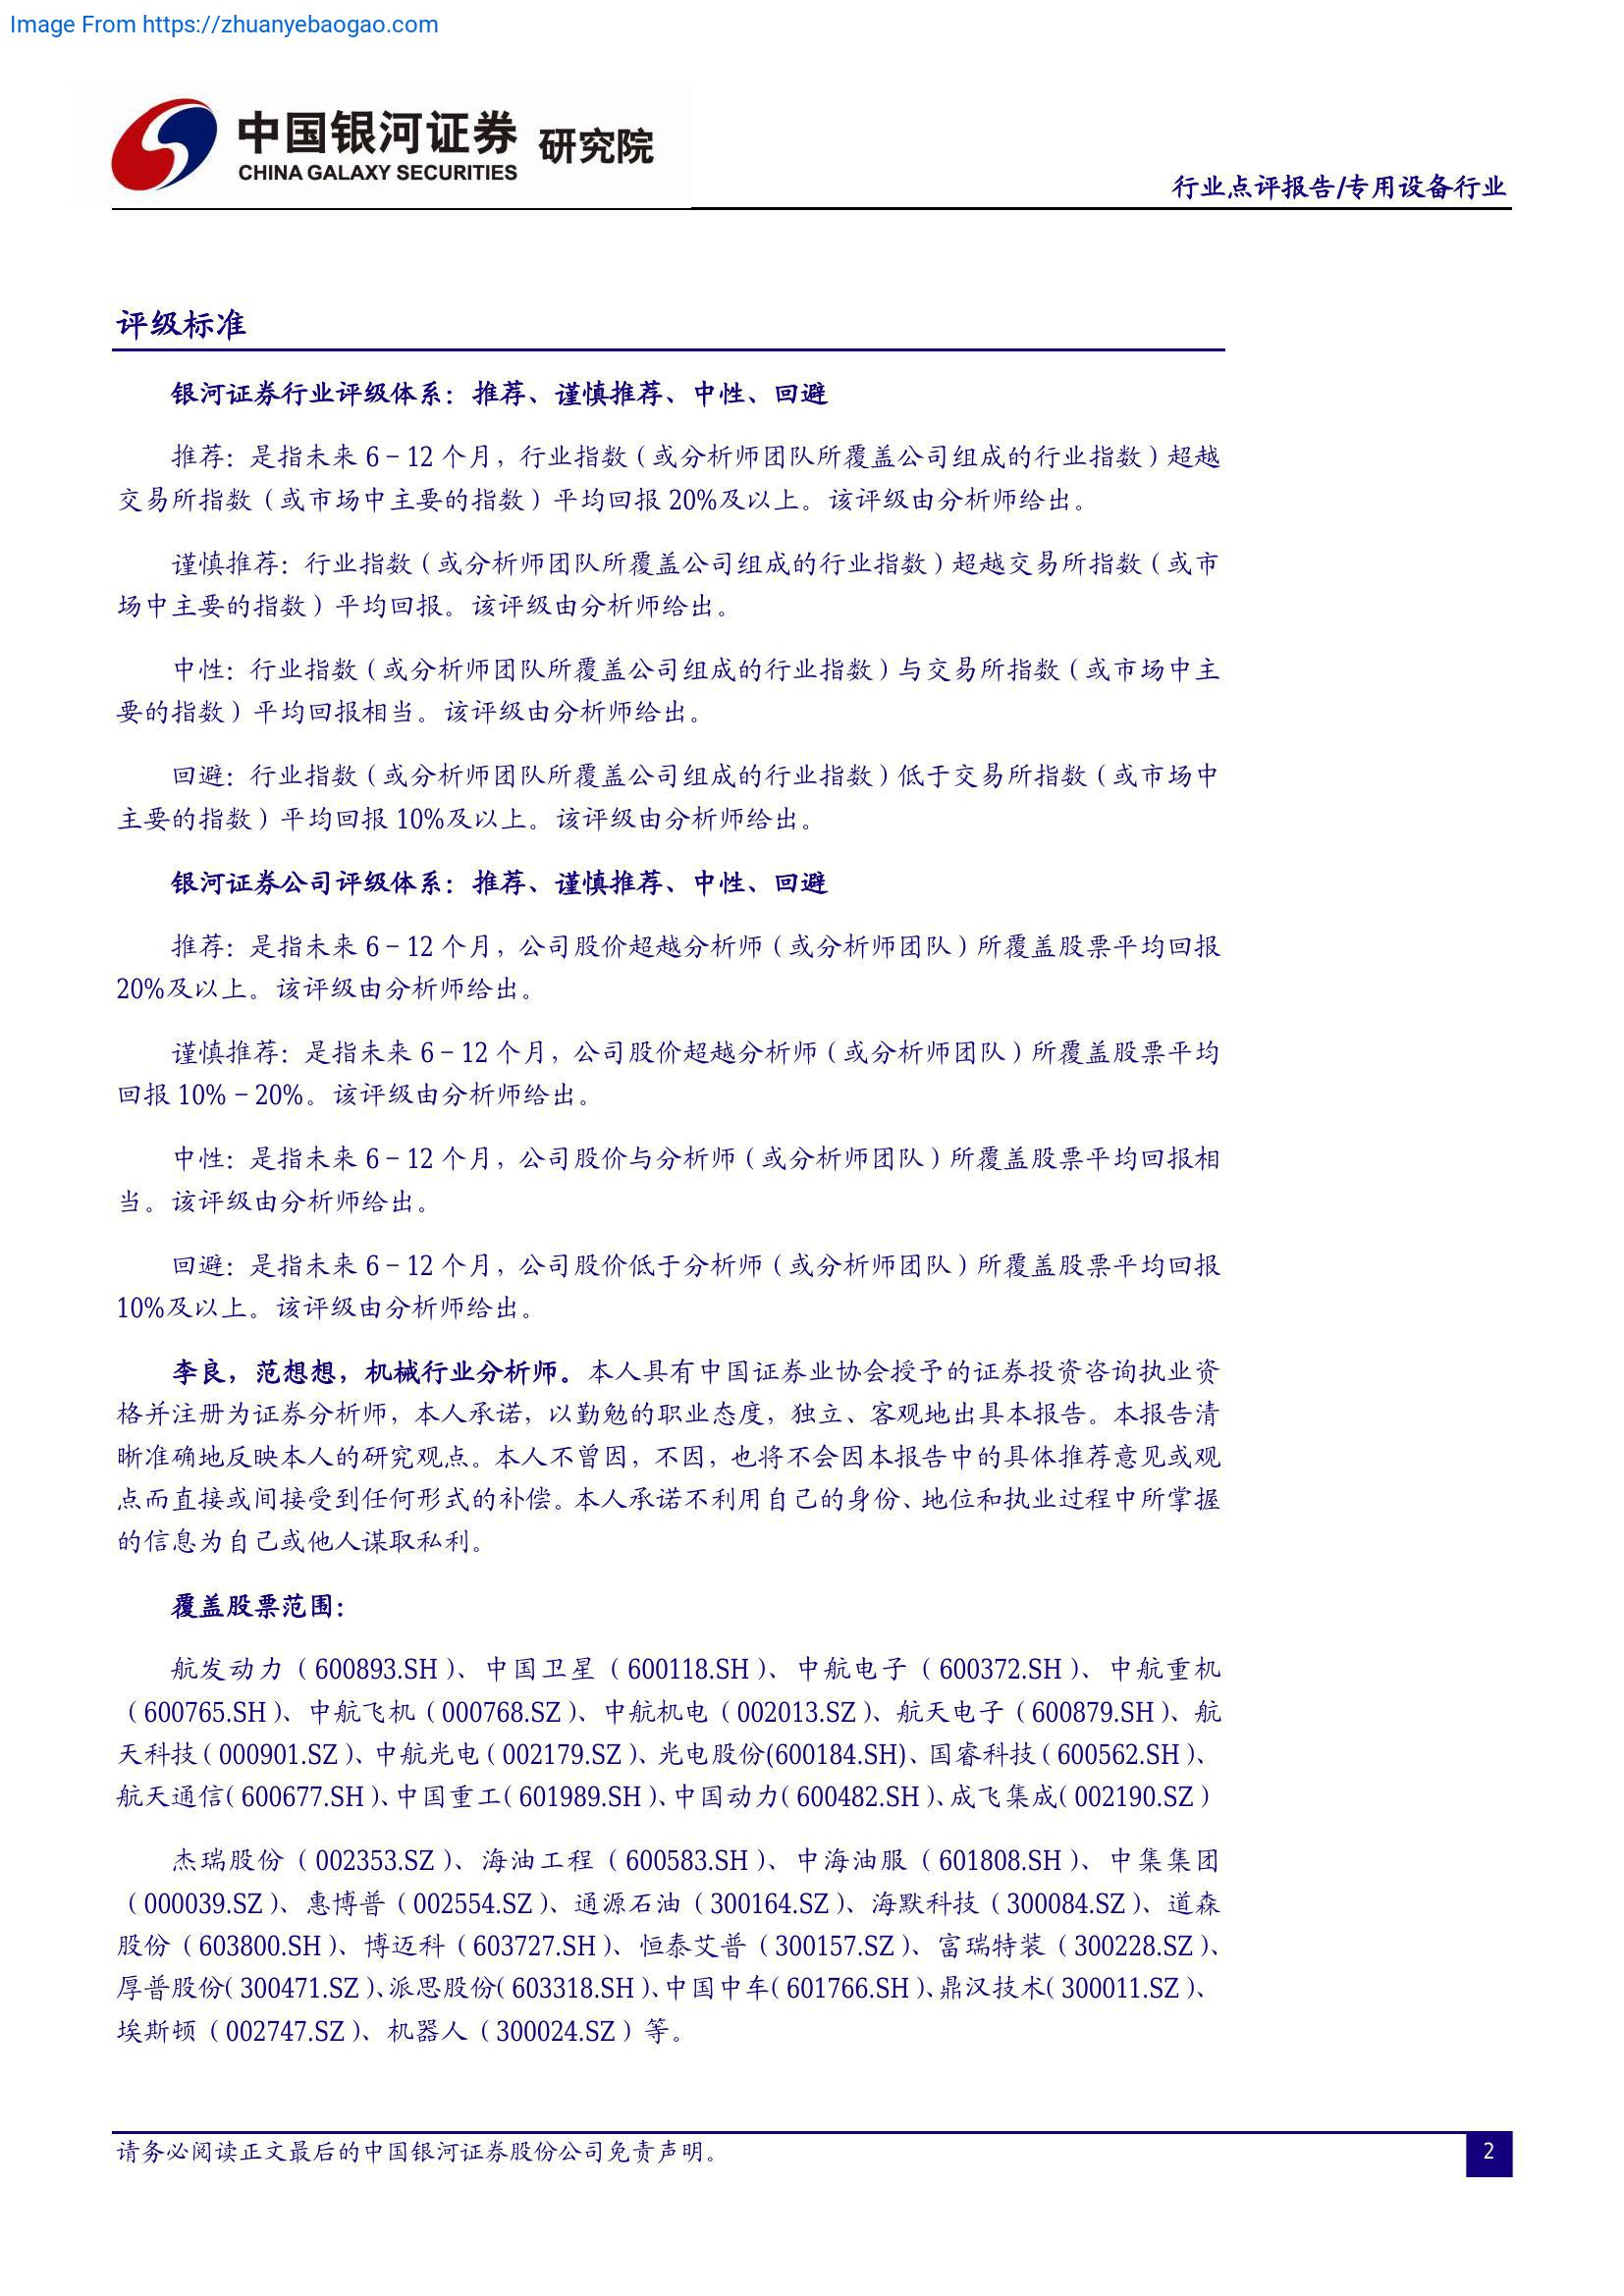 Image From https://zhuanyebaogao.com
中国银河证券 研究院
CHINA GALAXY SECURITIES
行业点评报告/专用设备行业
评级标准
银河证券行业评级体系：推荐、谨慎推荐、中性、回避
推荐：是指未来 6－12 个月，行业指数（或分析师团队所覆盖公司组成的行业指数）超越
交易所指数（或市场中主要的指数）平均回报 20%及以上。该评级由分析师给出。
谨慎推荐：行业指数（或分析师团队所覆盖公司组成的行业指数）超越交易所指数（或市
场中主要的指数）平均回报。该评级由分析师给出。
中性：行业指数（或分析师团队所覆盖公司组成的行业指数）与交易所指数（或市场中主
要的指数）平均回报相当。该评级由分析师给出。
回避：行业指数（或分析师团队所覆盖公司组成的行业指数）低于交易所指数（或市场中
主要的指数）平均回报 10%及以上。该评级由分析师给出。
银河证券公司评级体系：推荐、谨慎推荐、中性、回避
推荐：是指未来 6－12 个月，公司股价超越分析师（或分析师团队）所覆盖股票平均回报
20%及以上。该评级由分析师给出。
谨慎推荐：是指未来 6－12 个月，公司股价超越分析师（或分析师团队）所覆盖股票平均
回报 10%－20%。该评级由分析师给出。
中性：是指未来 6－12 个月，公司股价与分析师（或分析师团队）所覆盖股票平均回报相
当。该评级由分析师给出。
回避：是指未来 6－12 个月，公司股价低于分析师（或分析师团队）所覆盖股票平均回报
10%及以上。该评级由分析师给出。
李良，范想想，机械行业分析师。本人具有中国证券业协会授予的证券投资咨询执业资
格并注册为证券分析师，本人承诺，以勤勉的职业态度，独立、客观地出具本报告。本报告清
晰准确地反映本人的研究观点。本人不曾因，不因，也将不会因本报告中的具体推荐意见或观
点而直接或间接受到任何形式的补偿。本人承诺不利用自己的身份、地位和执业过程中所掌握
的信息为自己或他人谋取私利。
覆盖股票范围：
航发动力（600893.SH）、中国卫星（600118.SH）、中航电子（600372.SH）、中航重机
（600765.SH）、中航飞机（000768.SZ）、中航机电（002013.SZ）、航天电子（600879.SH）、航
天科技（000901.SZ）、中航光电（002179.SZ）、光电股份(600184.SH)、国睿科技（600562.SH）、
航天通信（600677.SH）、中国重工（601989.SH）、中国动力（600482.SH）、成飞集成（002190.SZ）
杰瑞股份（002353.SZ）、海油工程（600583.SH）、中海油服（601808.SH）、中集集团
（000039.SZ）、惠博普（002554.SZ）、通源石油（300164.SZ）、海默科技（300084.SZ）、道森
股份（603800.SH）、博迈科（603727.SH）、恒泰艾普（300157.SZ）、富瑞特装（300228.SZ）、
厚普股份（300471.SZ）、派思股份（603318.SH）、中国中车（601766.SH）、鼎汉技术（300011.SZ）、
埃斯顿（002747.SZ）、机器人（300024.SZ）等。
请务必阅读正文最后的中国银河证券股份公司免责声明。
2